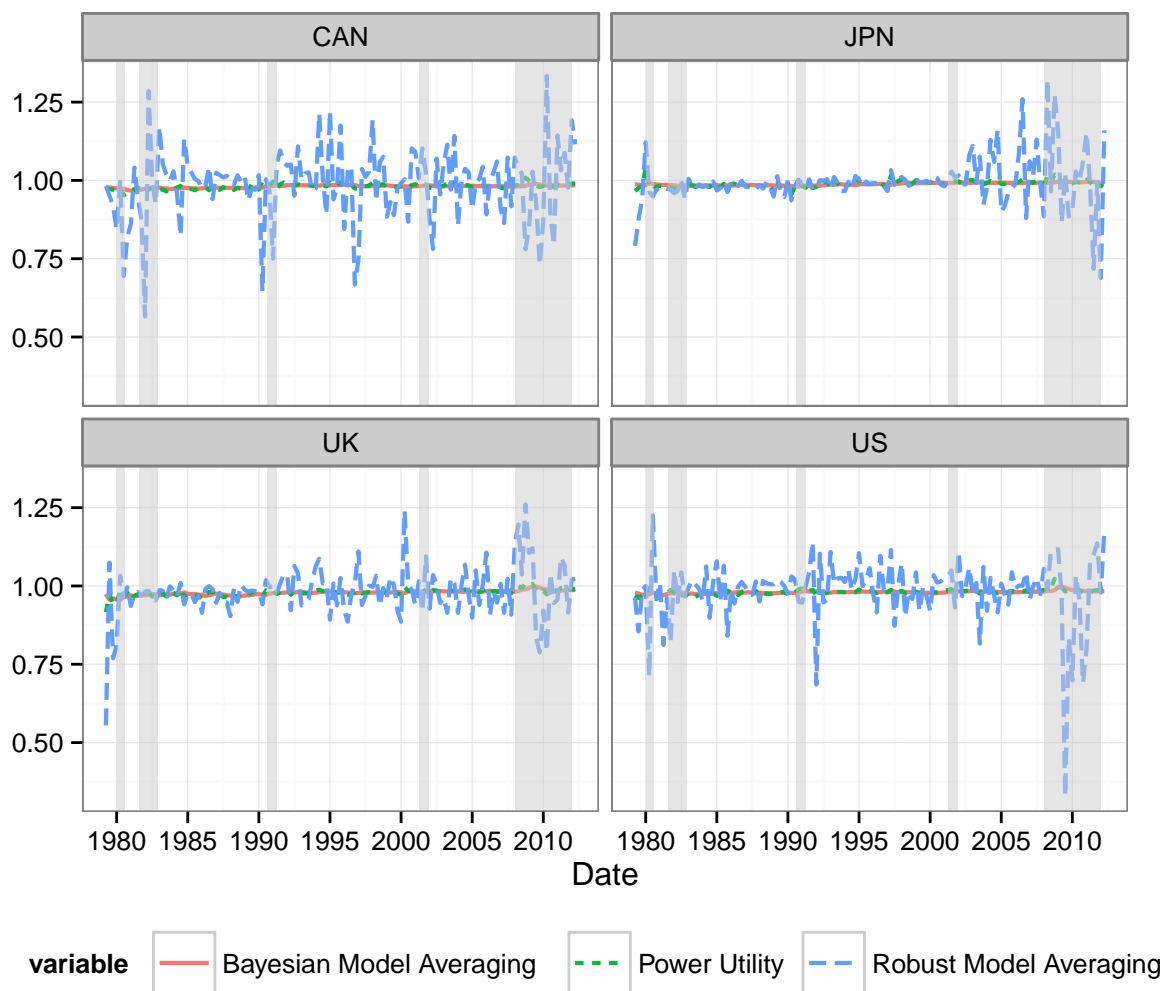 CAN JPN
1.25
1.00
0.75
0.50
UK US
1.25
1.00
0.75
0.50
1980 1985 1990 1995 2000 2005 2010 1980 1985 1990 1995 2000 2005 2010
Date
variable Bayesian Model Averaging Power Utility Robust Model Averaging